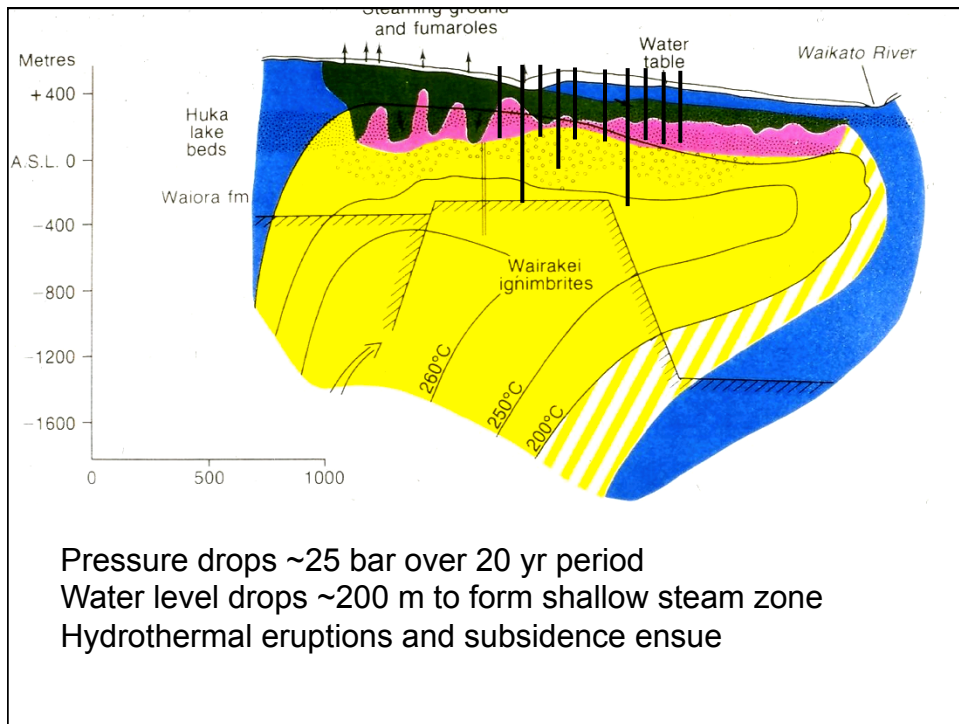 Steaming ground
and fumaroles
Metres
Water
table
Waikato River
+400
Huka
lake
beds
A.S.L. 0
Waiora fm
-400
Wairakei
ignimbrites
-800
-1200
260°C
250°C
200°C
-1600
0 500 1000
Pressure drops ~25 bar over 20 yr period
Water level drops ~200 m to form shallow steam zone
Hydrothermal eruptions and subsidence ensue